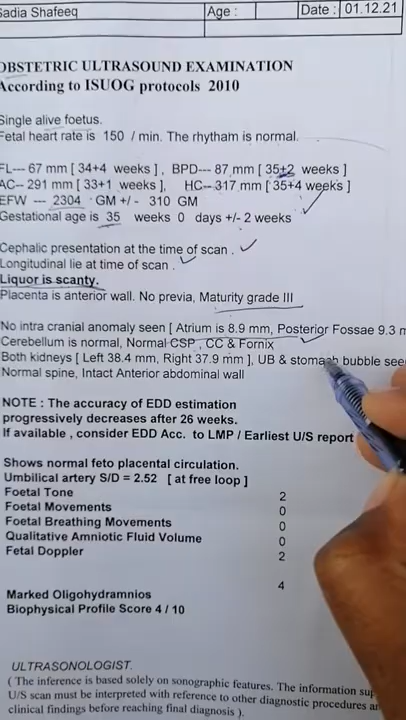 Sadia Shafeeq Age : Date : 01.12.21
OBSTETRIC ULTRASOUND EXAMINATION
According to ISUOG protocols 2010
Single alive foetus.
Fetal heart rate is 150 / min. The rhytham is normal.
FL--- 67 mm [ 34+4 weeks ] , BPD--- 87 mm [ 35+2 weeks ]
AC-- 291 mm [ 33+1 weeks ], HC-- 317 mm [ 35+4 weeks ]
EFW --- 2304 GM +/- 310 GM
Gestational age is 35 weeks 0 days +/- 2 weeks
Cephalic presentation at the time of scan .
Longitudinal lie at time of scan .
Liquor is scanty.
Placenta is anterior wall. No previa, Maturity grade III
No intra cranial anomaly seen [ Atrium is 8.9 mm, Posterior Fossae 9.3 m
Cerebellum is normal, Normal CSP , CC & Fornix
Both kidneys [ Left 38.4 mm, Right 37.9 mm ], UB & stomach bubble see
Normal spine, Intact Anterior abdominal wall
NOTE : The accuracy of EDD estimation
progressively decreases after 26 weeks.
If available , consider EDD Acc. to LMP / Earliest U/S report
Shows normal feto placental circulation.
Umbilical artery S/D = 2.52 [ at free loop ]
Foetal Tone 2
Foetal Movements 0
Foetal Breathing Movements 0
Qualitative Amniotic Fluid Volume 0
Fetal Doppler 2
4
Marked Oligohydramnios
Biophysical Profile Score 4 / 10
ULTRASONOLOGIST.
( The inference is based solely on sonographic features. The information sup
U/S scan must be interpreted with reference to other diagnostic procedures an
clinical findings before reaching final diagnosis ).